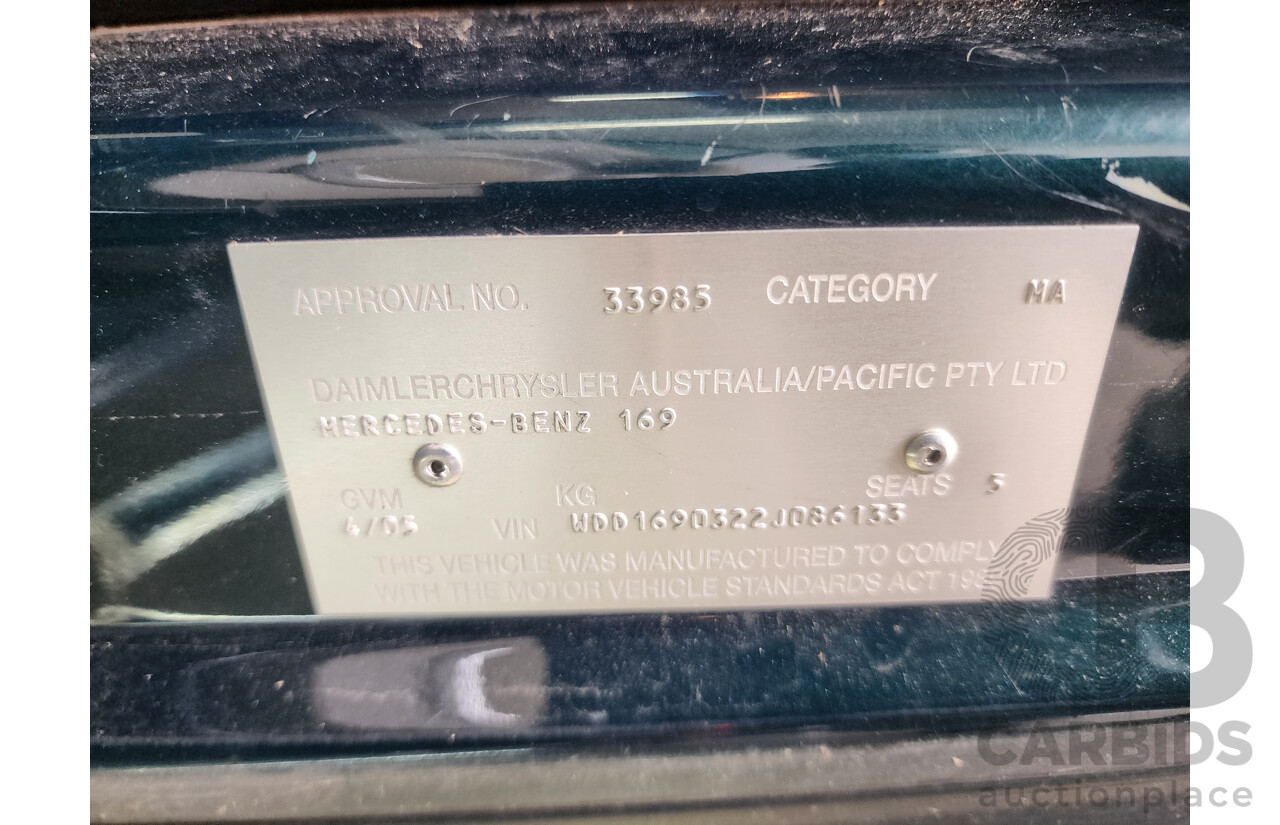 APPROVAL NO. 33985 CATEGORY MA
DAIMLERCHRYSLER AUSTRALIA/PACIFIC PTY LTD
MERCEDES-BENZ 169
GVM KG SEATS 5
4/05 VIN WDD1690322J086133
THIS VEHICLE WAS MANUFACTURED TO COMPLY
WITH THE MOTOR VEHICLE STANDARDS ACT
CARBIDS
auctionplace